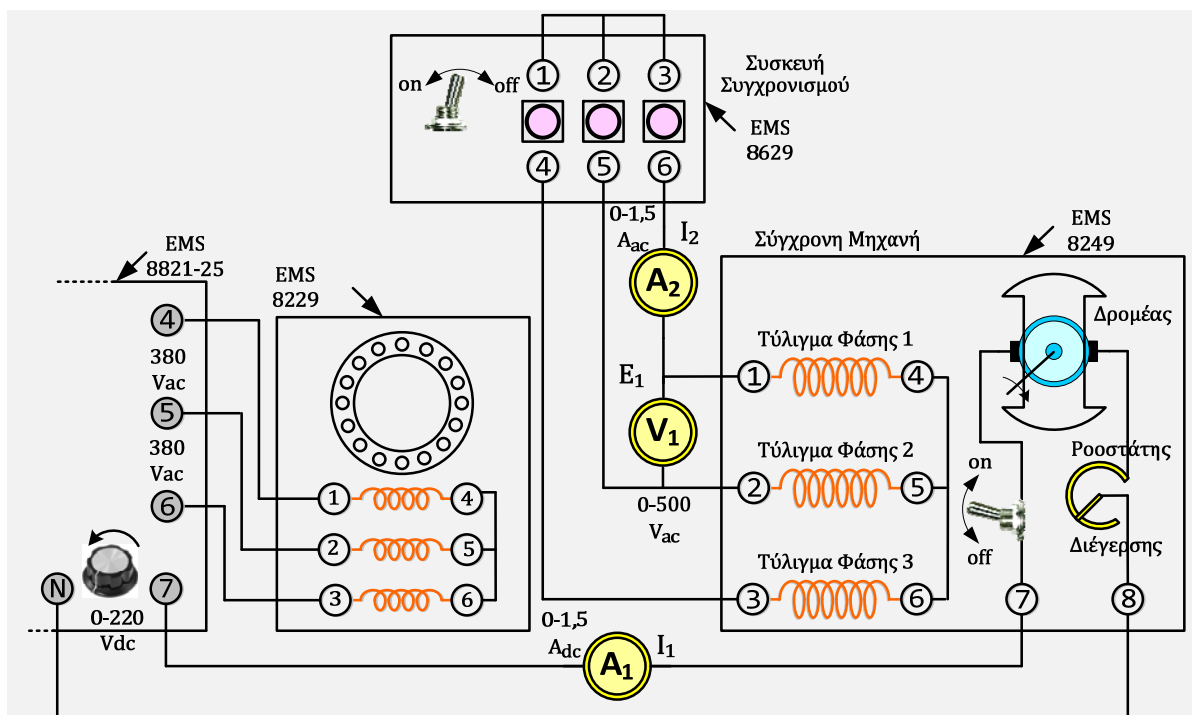 on
off
1
2
3
4
5
6
Συσκευή
Συγχρονισμού
EMS
8629
0-1,5
Aac
I2
A2
E1
V1
0-500
Vac
EMS
8821-25
4
380
Vac
5
380
Vac
6
N
7
0-220
Vdc
EMS
8229
1
4
2
5
3
6
Σύγχρονη Μηχανή
EMS
8249
Δρομέας
Τύλιγμα Φάσης 1
1
4
Τύλιγμα Φάσης 2
2
5
Τύλιγμα Φάσης 3
3
6
on
off
Ροοστάτης
Διέγερσης
7
8
0-1,5
Adc
A1
I1